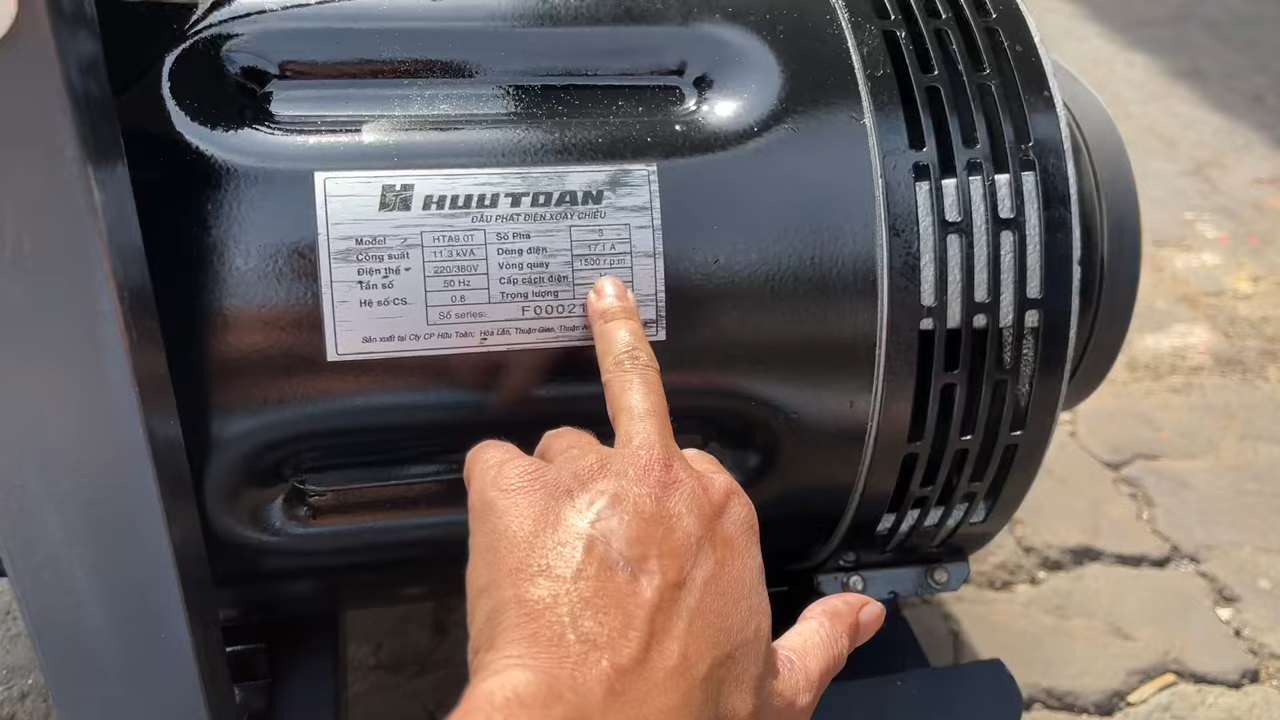 HUUTOAN
ĐẦU PHÁT ĐIỆN XOAY CHIỀU
Model HTA9.0T Số Pha 3
Công suất 11.3 kVA Dòng điện 17.1 A
Điện thế 220/380V Vòng quay 1500 r.p.m
Tần số 50 Hz Cấp cách điện
Hệ số CS 0.8 Trọng lượng
Số series: F00021
Sản xuất tại Cty CP Hữu Toàn; Hòa Lân, Thuận Giao, Thuận